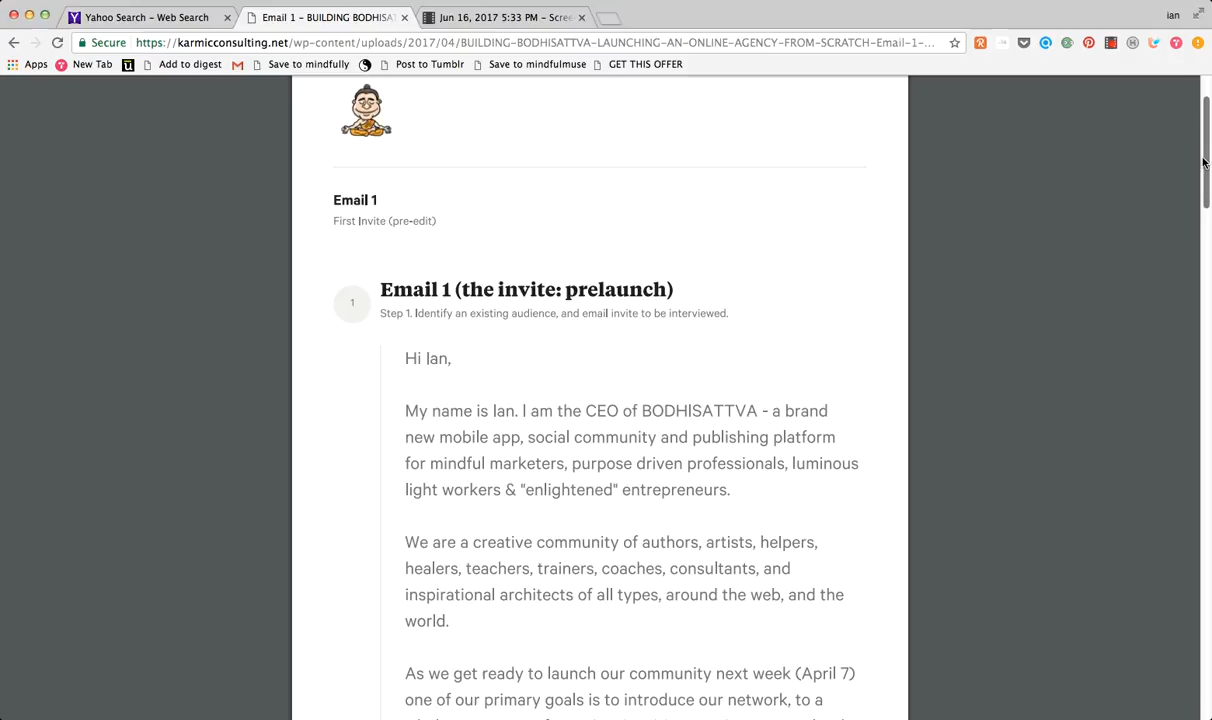 Yahoo Search - Web Search
Email 1 - BUILDING BODHISAT
Jun 16, 2017 5:33 PM - Scree
ian
Secure https://karmicconsulting.net/wp-content/uploads/2017/04/BUILDING-BODHISATTVA-LAUNCHING-AN-ONLINE-AGENCY-FROM-SCRATCH-Email-1-...
Apps New Tab Add to digest Save to mindfully Post to Tumblr Save to mindfulmuse GET THIS OFFER
Email 1
First Invite (pre-edit)
1
Email 1 (the invite: prelaunch)
Step 1. Identify an existing audience, and email invite to be interviewed.
Hi Ian,
My name is Ian. I am the CEO of BODHISATTVA - a brand
new mobile app, social community and publishing platform
for mindful marketers, purpose driven professionals, luminous
light workers & "enlightened" entrepreneurs.
We are a creative community of authors, artists, helpers,
healers, teachers, trainers, coaches, consultants, and
inspirational architects of all types, around the web, and the
world.
As we get ready to launch our community next week (April 7)
one of our primary goals is to introduce our network, to a